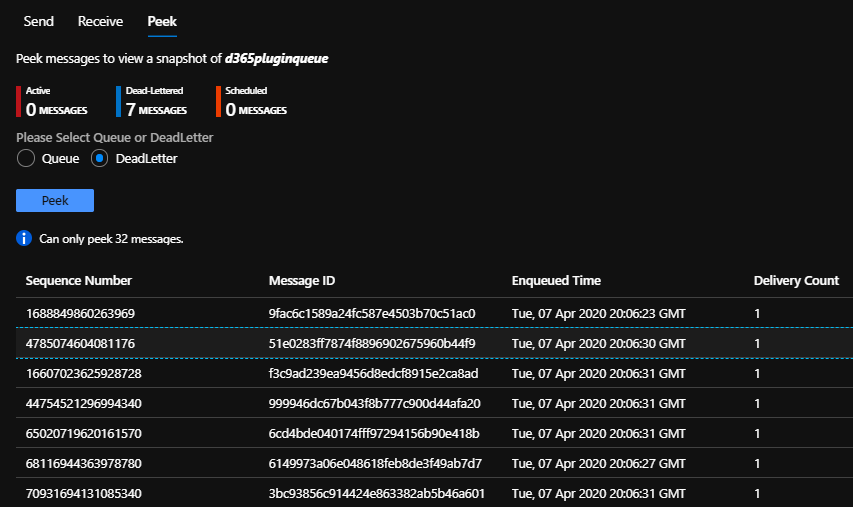 Send Receive Peek
Peek messages to view a snapshot of d365pluginqueue
Active Dead-Lettered Scheduled
0 MESSAGES 7 MESSAGES 0 MESSAGES
Please Select Queue or DeadLetter
Queue DeadLetter
Peek
Can only peek 32 messages.
Sequence Number Message ID Enqueued Time Delivery Count
1688849860263969 9fac6c1589a24fc587e4503b70c51ac0 Tue, 07 Apr 2020 20:06:23 GMT 1
4785074604081176 51e0283ff7874f8896902675960b44f9 Tue, 07 Apr 2020 20:06:30 GMT 1
16607023625928728 f3c9ad239ea9456d8edcf8915e2ca8ad Tue, 07 Apr 2020 20:06:31 GMT 1
44754521296994340 999946dc67b043f8b777c900d44afa20 Tue, 07 Apr 2020 20:06:31 GMT 1
65020719620161570 6cd4bde040174fff97294156b90e418b Tue, 07 Apr 2020 20:06:31 GMT 1
68116944363978780 6149973a06e048618feb8de3f49ab7d7 Tue, 07 Apr 2020 20:06:27 GMT 1
70931694131085340 3bc93856c914424e863382ab5b46a601 Tue, 07 Apr 2020 20:06:31 GMT 1